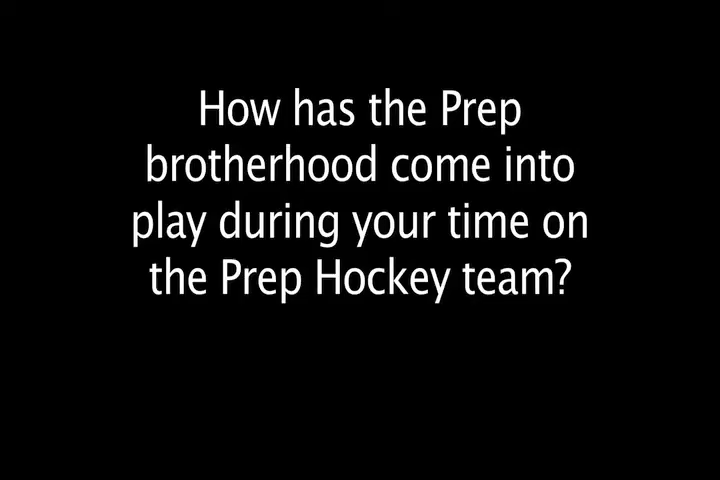 How has the Prep
brotherhood come into
play during your time on
the Prep Hockey team?